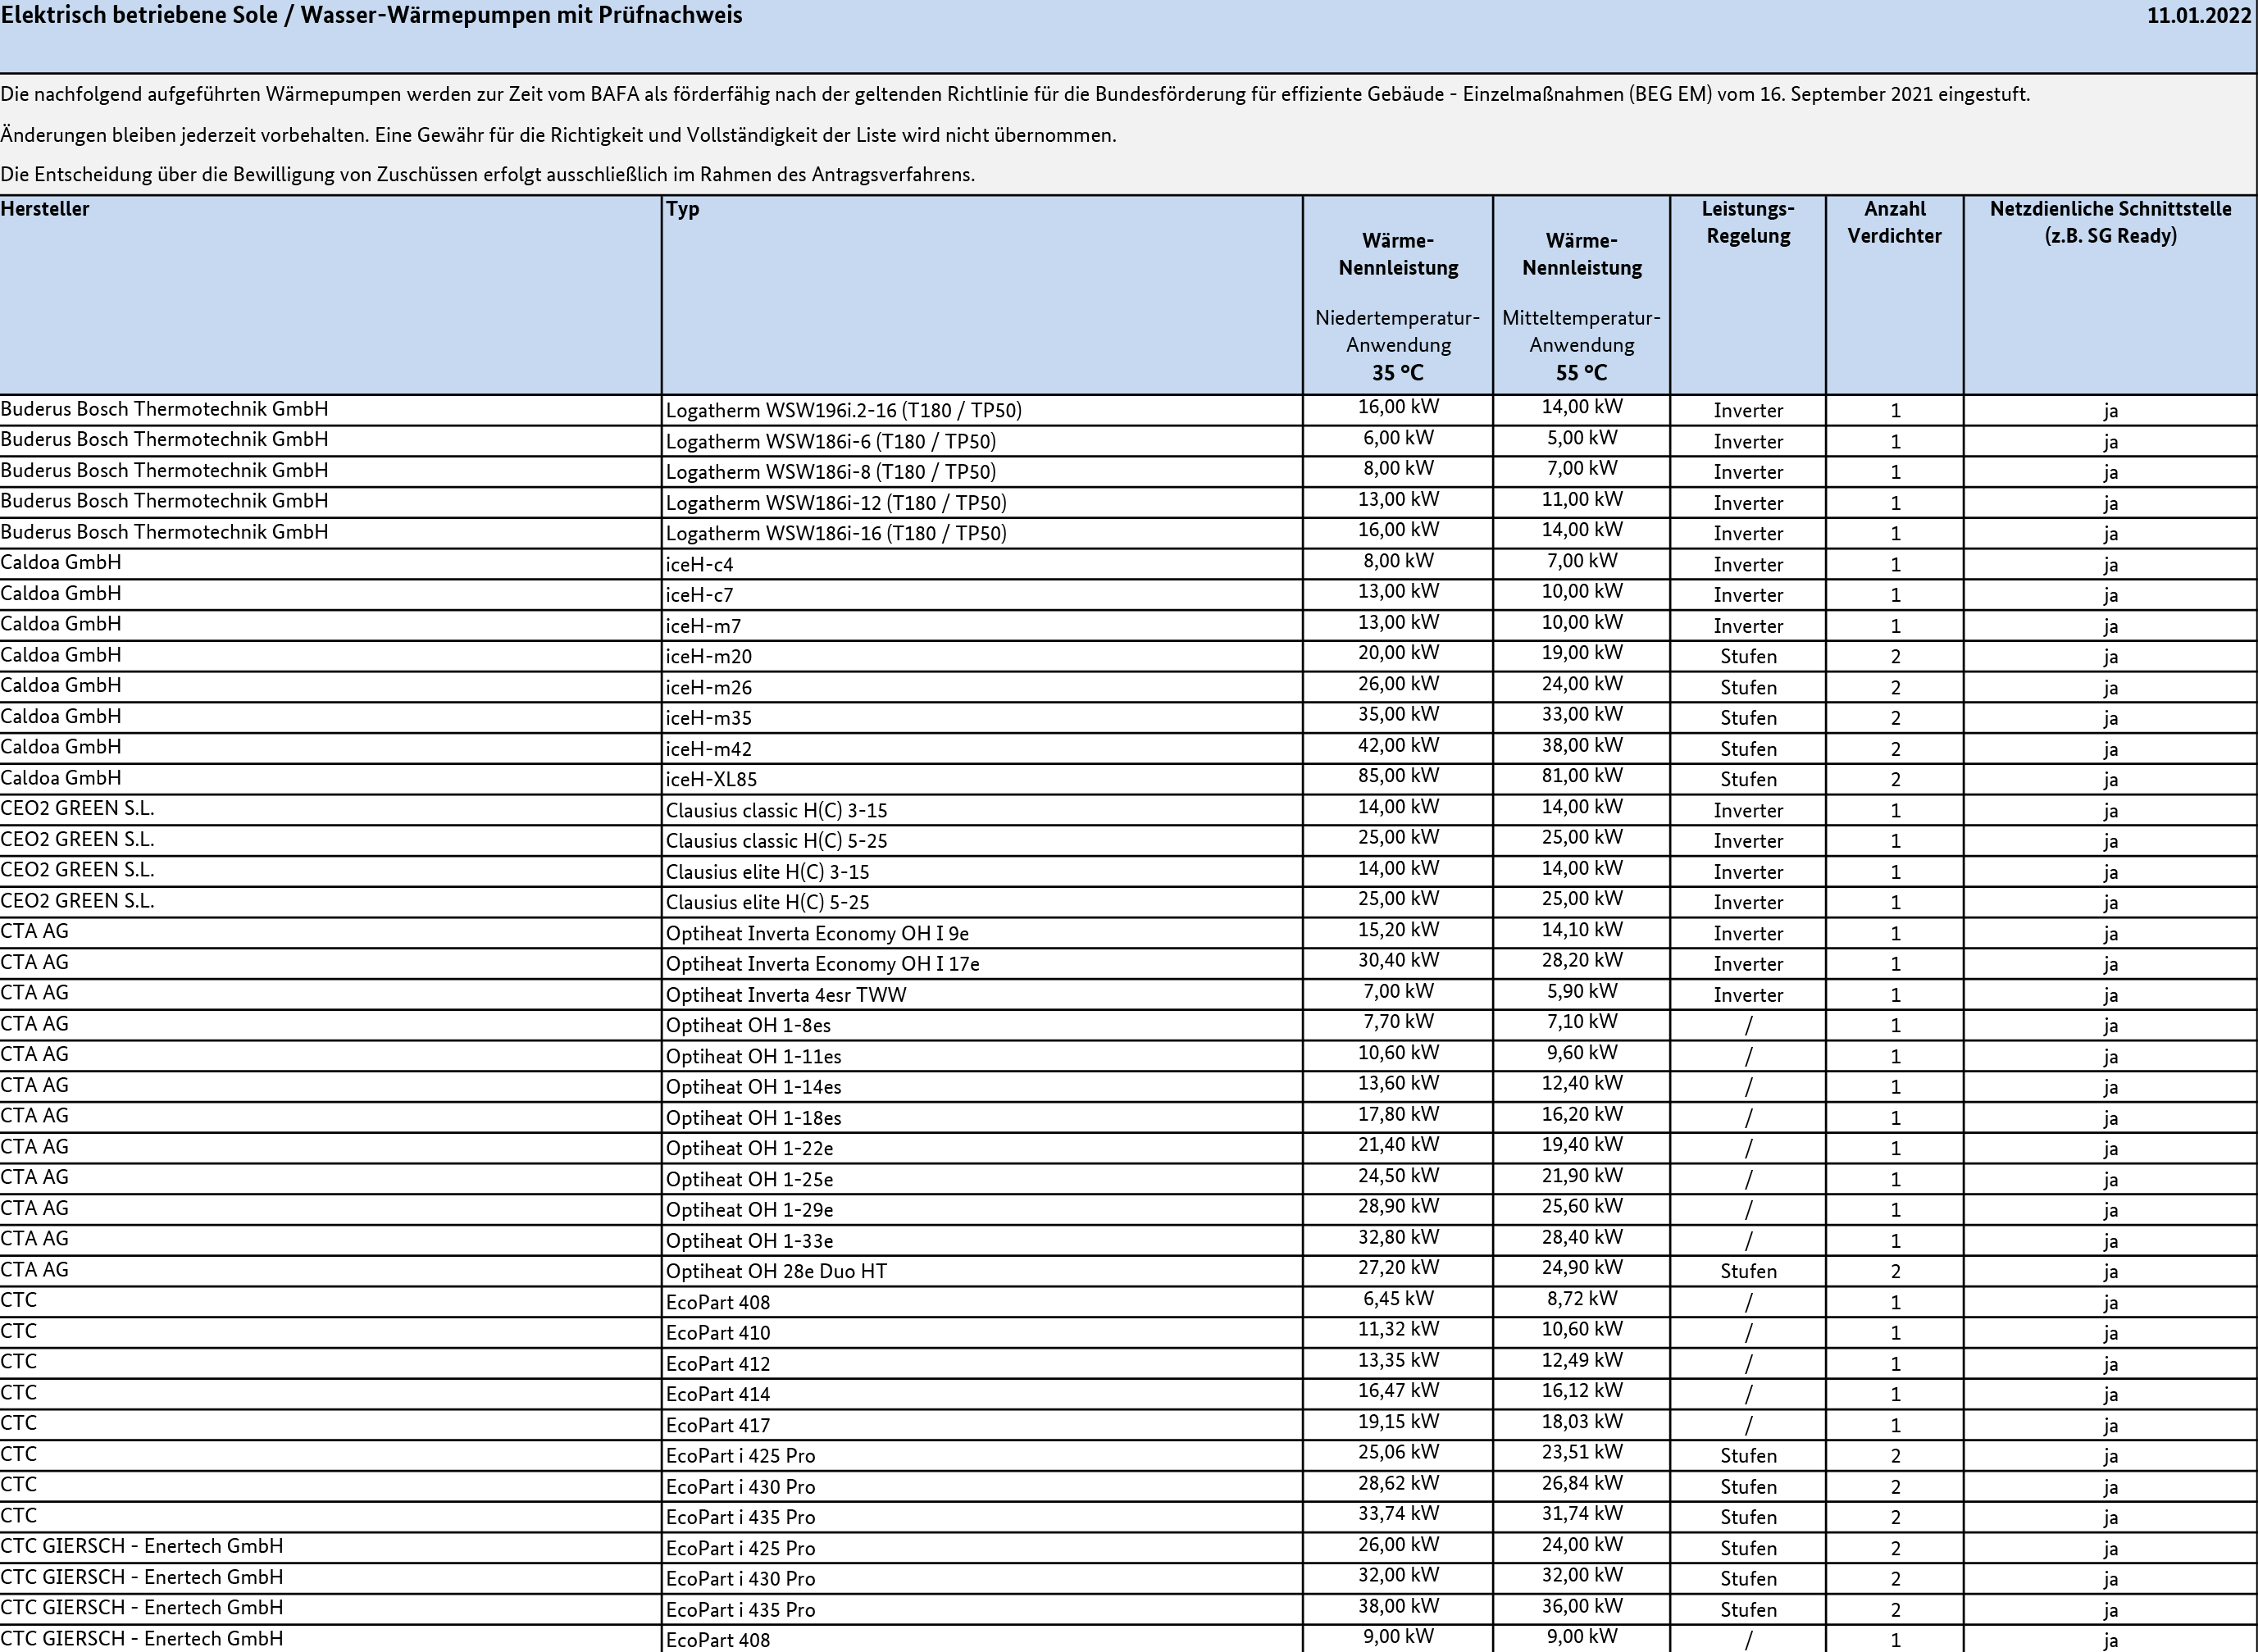 Elektrisch betriebene Sole / Wasser-Wärmepumpen mit Prüfnachweis 11.01.2022
Die nachfolgend aufgeführten Wärmepumpen werden zur Zeit vom BAFA als förderfähig nach der geltenden Richtlinie für die Bundesförderung für effiziente Gebäude - Einzelmaßnahmen (BEG EM) vom 16. September 2021 eingestuft.
Änderungen bleiben jederzeit vorbehalten. Eine Gewähr für die Richtigkeit und Vollständigkeit der Liste wird nicht übernommen.
Die Entscheidung über die Bewilligung von Zuschüssen erfolgt ausschließlich im Rahmen des Antragsverfahrens.
Hersteller Typ Leistungs- Anzahl Netzdienliche Schnittstelle
Regelung Verdichter (z.B. SG Ready)
Wärme- Wärme-
Nennleistung Nennleistung
Niedertemperatur- Mitteltemperatur-
Anwendung Anwendung
35 °C 55 °C
Buderus Bosch Thermotechnik GmbH Logatherm WSW196i.2-16 (T180 / TP50) 16,00 kW 14,00 kW Inverter 1 ja
Buderus Bosch Thermotechnik GmbH Logatherm WSW186i-6 (T180 / TP50) 6,00 kW 5,00 kW Inverter 1 ja
Buderus Bosch Thermotechnik GmbH Logatherm WSW186i-8 (T180 / TP50) 8,00 kW 7,00 kW Inverter 1 ja
Buderus Bosch Thermotechnik GmbH Logatherm WSW186i-12 (T180 / TP50) 13,00 kW 11,00 kW Inverter 1 ja
Buderus Bosch Thermotechnik GmbH Logatherm WSW186i-16 (T180 / TP50) 16,00 kW 14,00 kW Inverter 1 ja
Caldoa GmbH iceH-c4 8,00 kW 7,00 kW Inverter 1 ja
Caldoa GmbH iceH-c7 13,00 kW 10,00 kW Inverter 1 ja
Caldoa GmbH iceH-m7 13,00 kW 10,00 kW Inverter 1 ja
Caldoa GmbH iceH-m20 20,00 kW 19,00 kW Stufen 2 ja
Caldoa GmbH iceH-m26 26,00 kW 24,00 kW Stufen 2 ja
Caldoa GmbH iceH-m35 35,00 kW 33,00 kW Stufen 2 ja
Caldoa GmbH iceH-m42 42,00 kW 38,00 kW Stufen 2 ja
Caldoa GmbH iceH-XL85 85,00 kW 81,00 kW Stufen 2 ja
CEO2 GREEN S.L. Clausius classic H(C) 3-15 14,00 kW 14,00 kW Inverter 1 ja
CEO2 GREEN S.L. Clausius classic H(C) 5-25 25,00 kW 25,00 kW Inverter 1 ja
CEO2 GREEN S.L. Clausius elite H(C) 3-15 14,00 kW 14,00 kW Inverter 1 ja
CEO2 GREEN S.L. Clausius elite H(C) 5-25 25,00 kW 25,00 kW Inverter 1 ja
CTA AG Optiheat Inverta Economy OH I 9e 15,20 kW 14,10 kW Inverter 1 ja
CTA AG Optiheat Inverta Economy OH I 17e 30,40 kW 28,20 kW Inverter 1 ja
CTA AG Optiheat Inverta 4esr TWW 7,00 kW 5,90 kW Inverter 1 ja
CTA AG Optiheat OH 1-8es 7,70 kW 7,10 kW / 1 ja
CTA AG Optiheat OH 1-11es 10,60 kW 9,60 kW / 1 ja
CTA AG Optiheat OH 1-14es 13,60 kW 12,40 kW / 1 ja
CTA AG Optiheat OH 1-18es 17,80 kW 16,20 kW / 1 ja
CTA AG Optiheat OH 1-22e 21,40 kW 19,40 kW / 1 ja
CTA AG Optiheat OH 1-25e 24,50 kW 21,90 kW / 1 ja
CTA AG Optiheat OH 1-29e 28,90 kW 25,60 kW / 1 ja
CTA AG Optiheat OH 1-33e 32,80 kW 28,40 kW / 1 ja
CTA AG Optiheat OH 28e Duo HT 27,20 kW 24,90 kW Stufen 2 ja
CTC EcoPart 408 6,45 kW 8,72 kW / 1 ja
CTC EcoPart 410 11,32 kW 10,60 kW / 1 ja
CTC EcoPart 412 13,35 kW 12,49 kW / 1 ja
CTC EcoPart 414 16,47 kW 16,12 kW / 1 ja
CTC EcoPart 417 19,15 kW 18,03 kW / 1 ja
CTC EcoPart i 425 Pro 25,06 kW 23,51 kW Stufen 2 ja
CTC EcoPart i 430 Pro 28,62 kW 26,84 kW Stufen 2 ja
CTC EcoPart i 435 Pro 33,74 kW 31,74 kW Stufen 2 ja
CTC GIERSCH - Enertech GmbH EcoPart i 425 Pro 26,00 kW 24,00 kW Stufen 2 ja
CTC GIERSCH - Enertech GmbH EcoPart i 430 Pro 32,00 kW 32,00 kW Stufen 2 ja
CTC GIERSCH - Enertech GmbH EcoPart i 435 Pro 38,00 kW 36,00 kW Stufen 2 ja
CTC GIERSCH - Enertech GmbH EcoPart 408 9,00 kW 9,00 kW / 1 ja